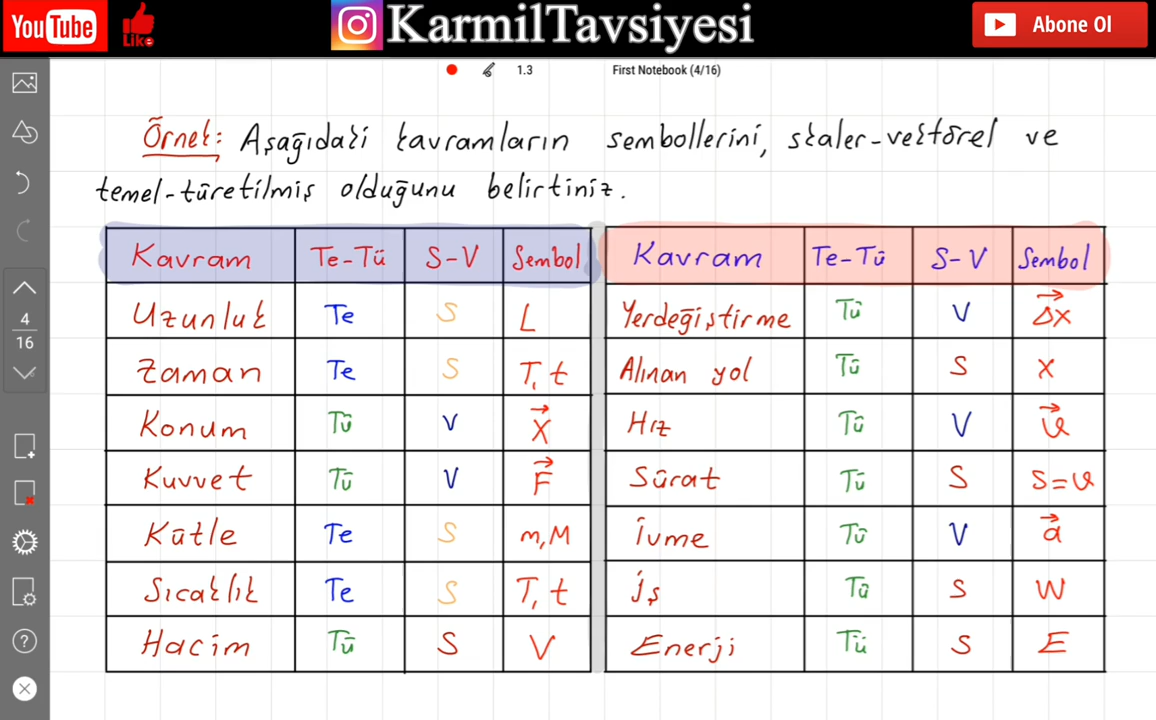 YouTube Like KarmilTavsiyesi Abone Ol
1.3 First Notebook (4/16)
Örnek: Aşağıdaki kavramların sembollerini, skaler-vektörel ve
temel-türetilmiş olduğunu belirtiniz.
Kavram Te-Tü S-V Sembol Kavram Te-Tü S-V Sembol
Uzunluk Te S L Yerdeğiştirme Tü V Δx⃗
Zaman Te S T, t Alınan yol Tü S x
Konum Tü V X⃗ Hız Tü V ϑ⃗
Kuvvet Tü V F⃗ Sürat Tü S S=ϑ
Kütle Te S m, M İvme Tü V a⃗
Sıcaklık Te S T, t İş Tü S W
Hacim Tü S V Enerji Tü S E
4
16
?